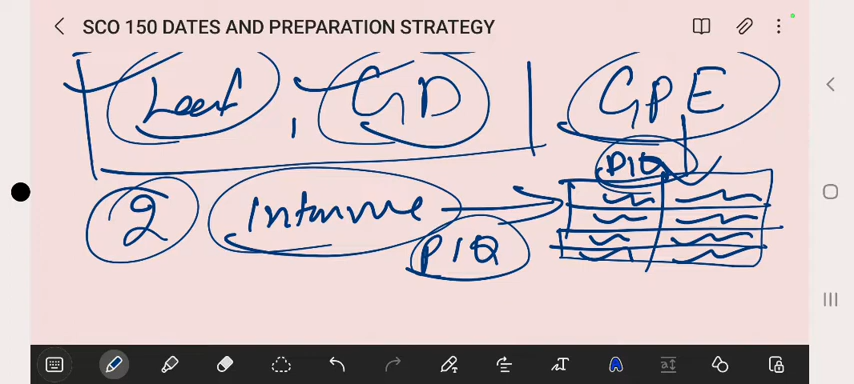 SCO 150 DATES AND PREPARATION STRATEGY
Lect, GD GPE
PIQ
2 Interview
PIQ